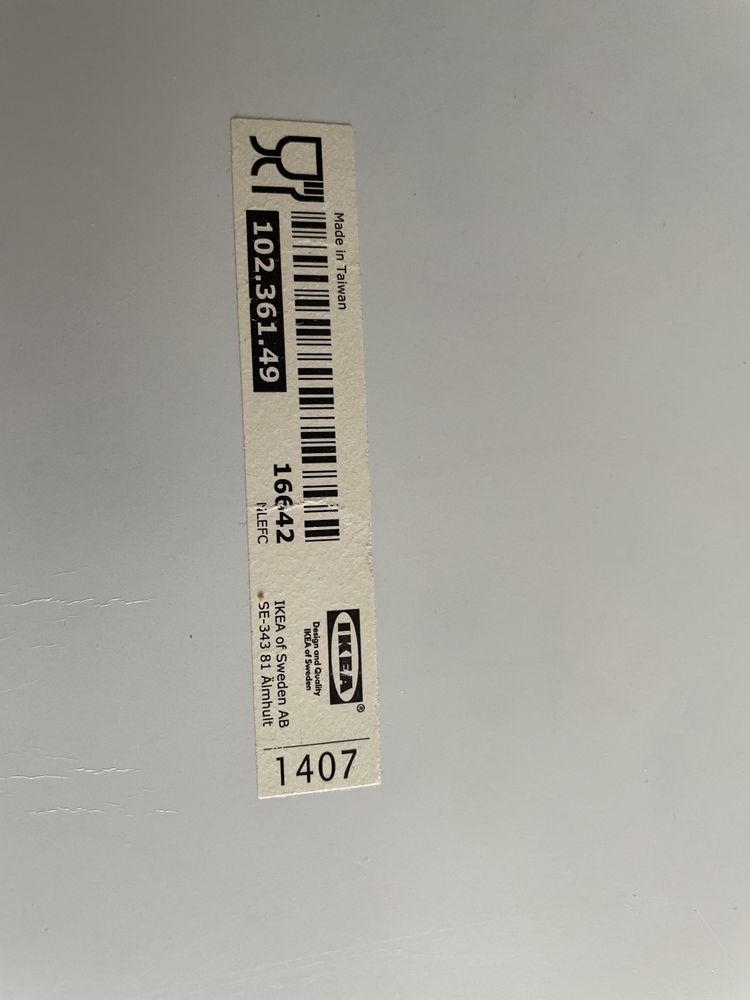 Made in Taiwan
102.361.49
16642
MLEFC
IKEA®
Design and Quality
IKEA of Sweden
IKEA of Sweden AB
SE-343 81 Älmhult
1407